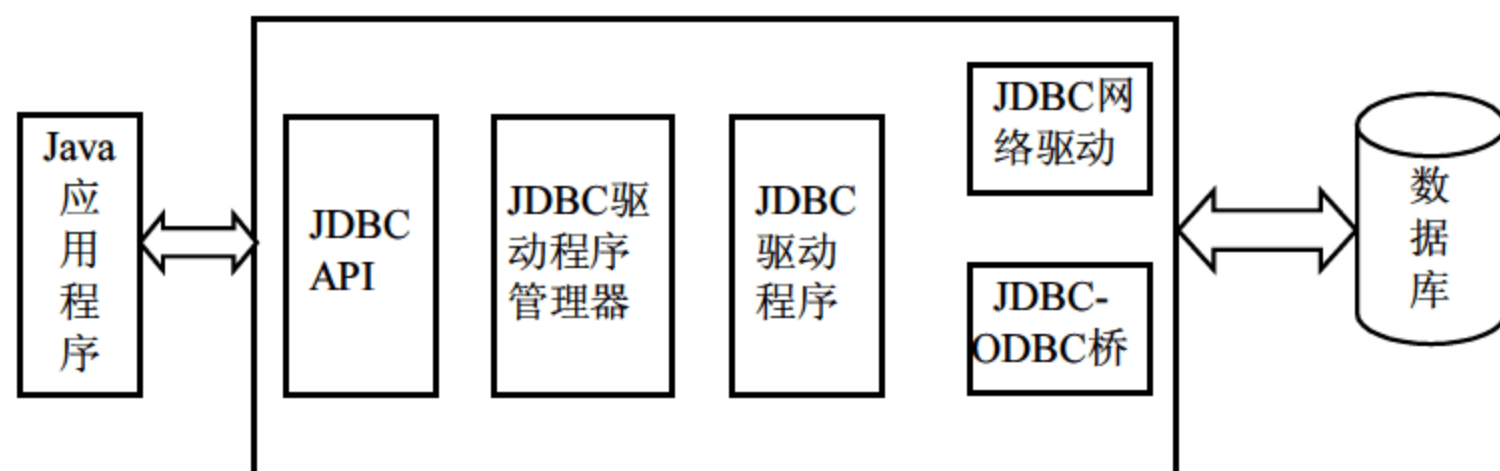 Java
应
用
程
序
JDBC
API
JDBC驱
动程序
管理器
JDBC
驱动
程序
JDBC网
络驱动
JDBC-
ODBC桥
数
据
库